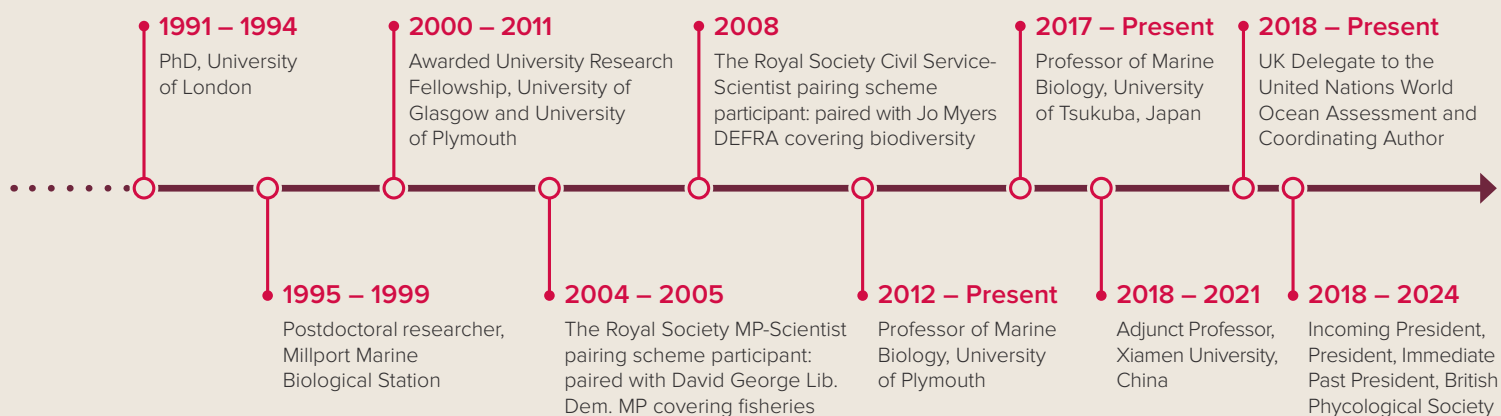 1991 – 1994
PhD, University
of London
1995 – 1999
Postdoctoral researcher,
Millport Marine
Biological Station
2000 – 2011
Awarded University Research
Fellowship, University of
Glasgow and University
of Plymouth
2004 – 2005
The Royal Society MP-Scientist
pairing scheme participant:
paired with David George Lib.
Dem. MP covering fisheries
2008
The Royal Society Civil Service-
Scientist pairing scheme
participant: paired with Jo Myers
DEFRA covering biodiversity
2012 – Present
Professor of Marine
Biology, University
of Plymouth
2017 – Present
Professor of Marine
Biology, University
of Tsukuba, Japan
2018 – 2021
Adjunct Professor,
Xiamen University,
China
2018 – Present
UK Delegate to the
United Nations World
Ocean Assessment and
Coordinating Author
2018 – 2024
Incoming President,
President, Immediate
Past President, British
Phycological Society